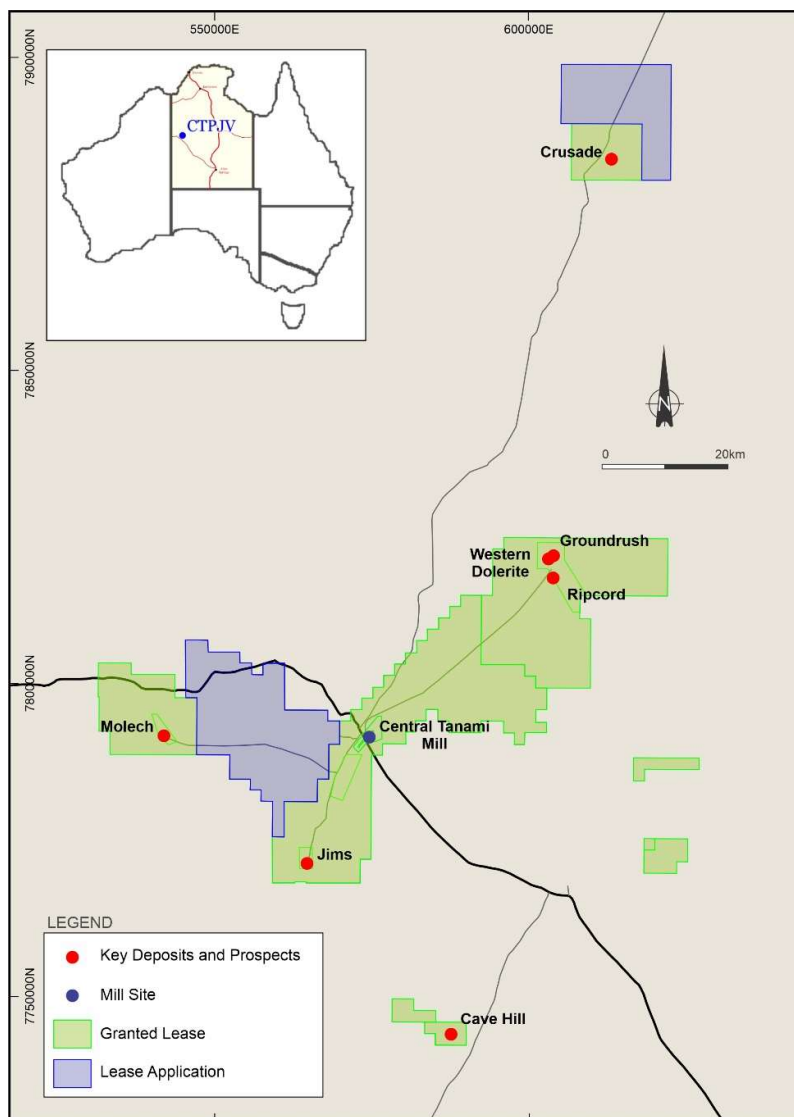 550000E
600000E
7900000N
7850000N
7800000N
7750000N
CTPJV
Crusade
N
0
20km
Groundrush
Western
Dolerite
Ripcord
Molech
Central Tanami
Mill
Jims
Cave Hill
LEGEND
Key Deposits and Prospects
Mill Site
Granted Lease
Lease Application